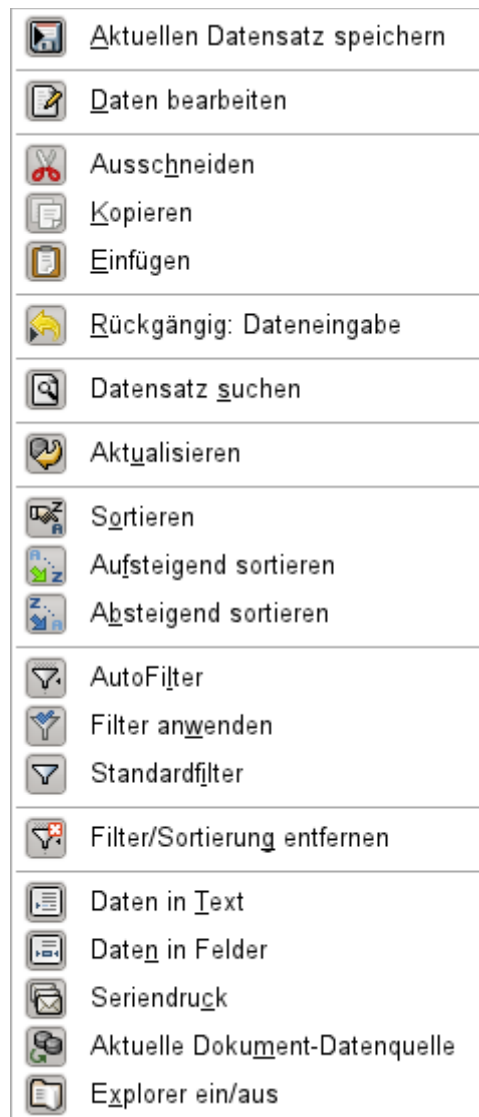 Aktuellen Datensatz speichern
Daten bearbeiten
Ausschneiden
Kopieren
Einfügen
Rückgängig: Dateneingabe
Datensatz suchen
Aktualisieren
Sortieren
Aufsteigend sortieren
Absteigend sortieren
AutoFilter
Filter anwenden
Standardfilter
Filter/Sortierung entfernen
Daten in Text
Daten in Felder
Seriendruck
Aktuelle Dokument-Datenquelle
Explorer ein/aus